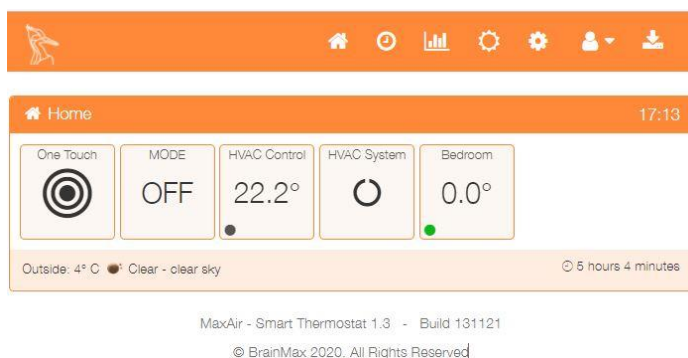 Home 17:13
One Touch MODE HVAC Control HVAC System Bedroom
OFF 22.2° 0.0°
Outside: 4° C Clear - clear sky 5 hours 4 minutes
MaxAir - Smart Thermostat 1.3 - Build 131121
© BrainMax 2020. All Rights Reserved